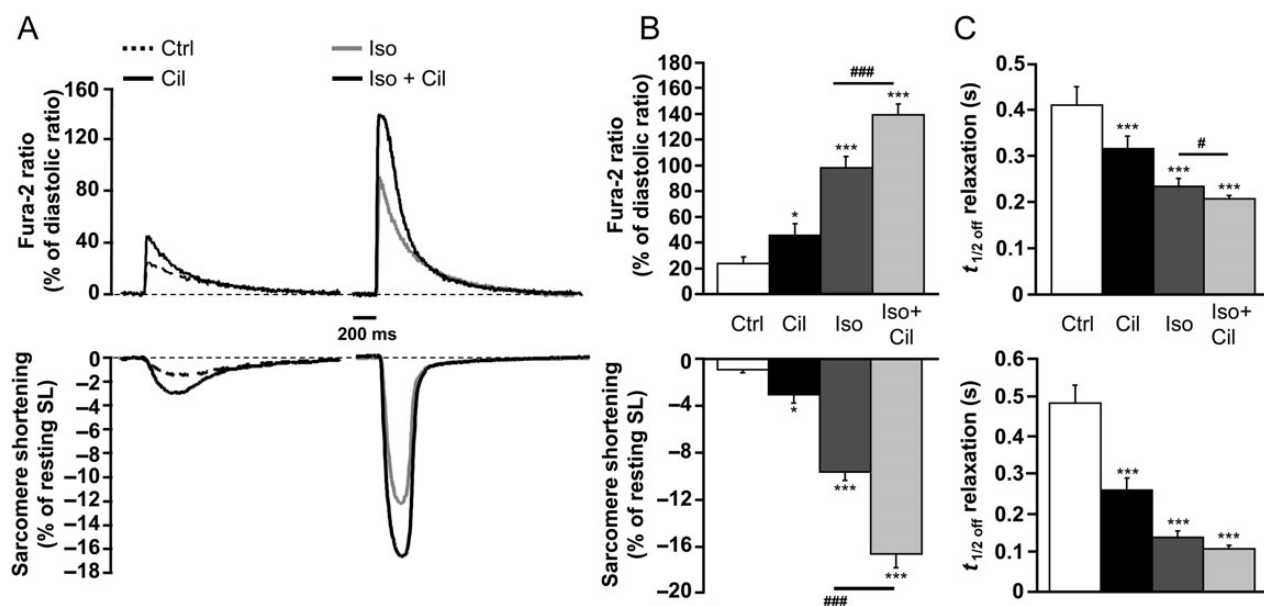 A
Ctrl
Iso
Cil
Iso + Cil
Fura-2 ratio
(% of diastolic ratio)
160
120
80
40
0
200 ms
Sarcomere shortening
(% of resting SL)
0
−2
−4
−6
−8
−10
−12
−14
−16
−18
B
Fura-2 ratio
(% of diastolic ratio)
180
160
140
120
100
80
60
40
20
0
*
***
***
###
Ctrl
Cil
Iso
Iso+
Cil
Sarcomere shortening
(% of resting SL)
0
−4
−8
−12
−16
−20
*
***
***
###
C
t1/2 off relaxation (s)
0.5
0.4
0.3
0.2
0.1
0
***
***
***
#
Ctrl
Cil
Iso
Iso+
Cil
t1/2 off relaxation (s)
0.6
0.5
0.3
0.2
0.1
0
***
***
***